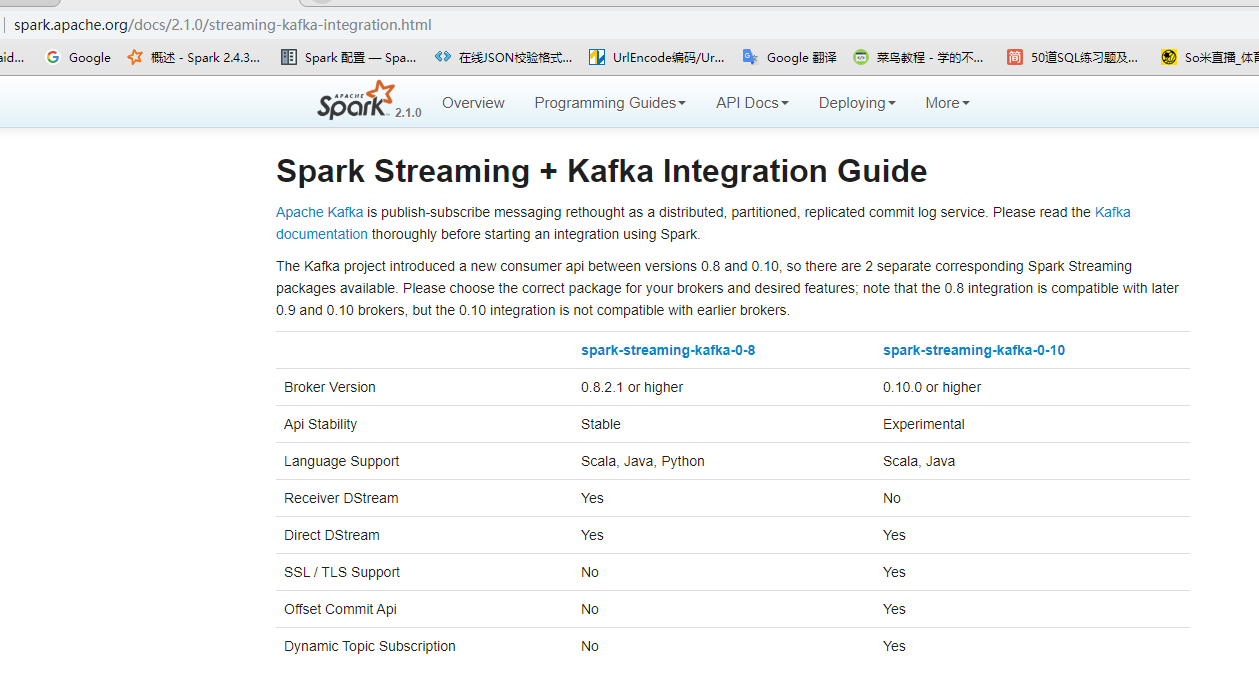 spark.apache.org/docs/2.1.0/streaming-kafka-integration.html
aid... Google 概述 - Spark 2.4.3... Spark 配置 — Spa... 在线JSON校验格式... UrlEncode编码/Ur... Google 翻译 菜鸟教程 - 学的不... 简 50道SQL练习题及... So米直播_体育
APACHE Spark 2.1.0 Overview Programming Guides API Docs Deploying More
Spark Streaming + Kafka Integration Guide
Apache Kafka is publish-subscribe messaging rethought as a distributed, partitioned, replicated commit log service. Please read the Kafka
documentation thoroughly before starting an integration using Spark.
The Kafka project introduced a new consumer api between versions 0.8 and 0.10, so there are 2 separate corresponding Spark Streaming
packages available. Please choose the correct package for your brokers and desired features; note that the 0.8 integration is compatible with later
0.9 and 0.10 brokers, but the 0.10 integration is not compatible with earlier brokers.
spark-streaming-kafka-0-8 spark-streaming-kafka-0-10
Broker Version 0.8.2.1 or higher 0.10.0 or higher
Api Stability Stable Experimental
Language Support Scala, Java, Python Scala, Java
Receiver DStream Yes No
Direct DStream Yes Yes
SSL / TLS Support No Yes
Offset Commit Api No Yes
Dynamic Topic Subscription No Yes